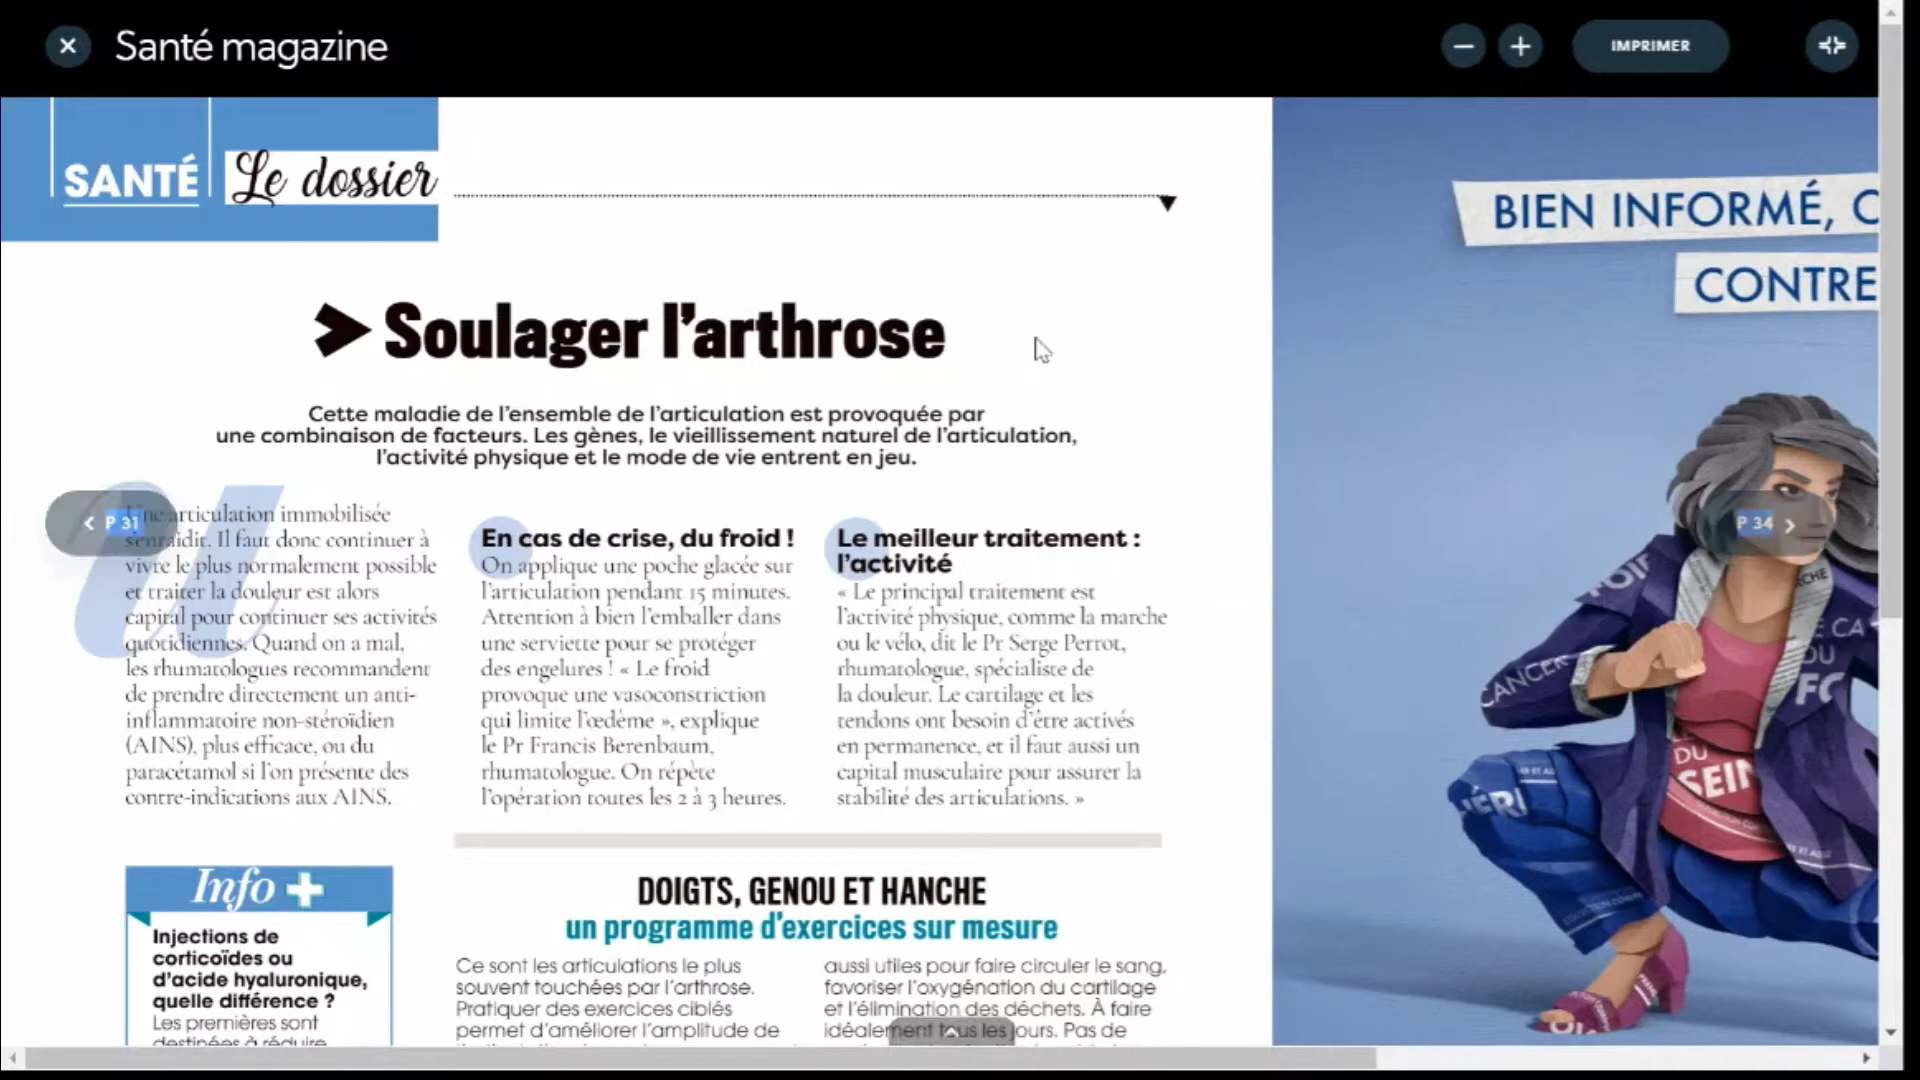 Santé magazine
IMPRIMER
SANTÉ Le dossier
> Soulager l'arthrose
Cette maladie de l'ensemble de l'articulation est provoquée par
une combinaison de facteurs. Les gènes, le vieillissement naturel de l'articulation,
l'activité physique et le mode de vie entrent en jeu.
P 31
Une articulation immobilisée
s'enraidit. Il faut donc continuer à
vivre le plus normalement possible
et traiter la douleur est alors
capital pour continuer ses activités
quotidiennes. Quand on a mal,
les rhumatologues recommandent
de prendre directement un anti-
inflammatoire non-stéroïdien
(AINS), plus efficace, ou du
paracétamol si l'on présente des
contre-indications aux AINS.
En cas de crise, du froid !
On applique une poche glacée sur
l'articulation pendant 15 minutes.
Attention à bien l'emballer dans
une serviette pour se protéger
des engelures ! « Le froid
provoque une vasoconstriction
qui limite l'œdème », explique
le Pr Francis Berenbaum,
rhumatologue. On répète
l'opération toutes les 2 à 3 heures.
Le meilleur traitement :
l'activité
« Le principal traitement est
l'activité physique, comme la marche
ou le vélo, dit le Pr Serge Perrot,
rhumatologue, spécialiste de
la douleur. Le cartilage et les
tendons ont besoin d'être activés
en permanence, et il faut aussi un
capital musculaire pour assurer la
stabilité des articulations. »
Info +
Injections de
corticoïdes ou
d'acide hyaluronique,
quelle différence ?
Les premières sont
destinées à réduire
DOIGTS, GENOU ET HANCHE
un programme d'exercices sur mesure
Ce sont les articulations le plus
souvent touchées par l'arthrose.
Pratiquer des exercices ciblés
permet d'améliorer l'amplitude de
aussi utiles pour faire circuler le sang,
favoriser l'oxygénation du cartilage
et l'élimination des déchets. À faire
idéalement tous les jours. Pas de
BIEN INFORMÉ, C
CONTRE
P 34
CANCER
DU
SEIN
E CA
DU
FC